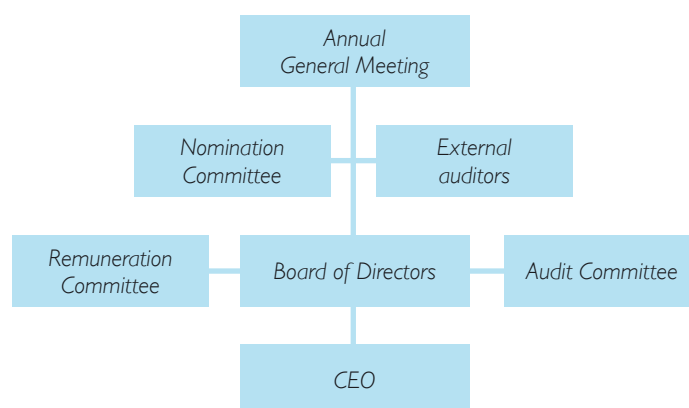 Annual
General Meeting
Nomination
Committee
External
auditors
Remuneration
Committee
Board of Directors
Audit Committee
CEO